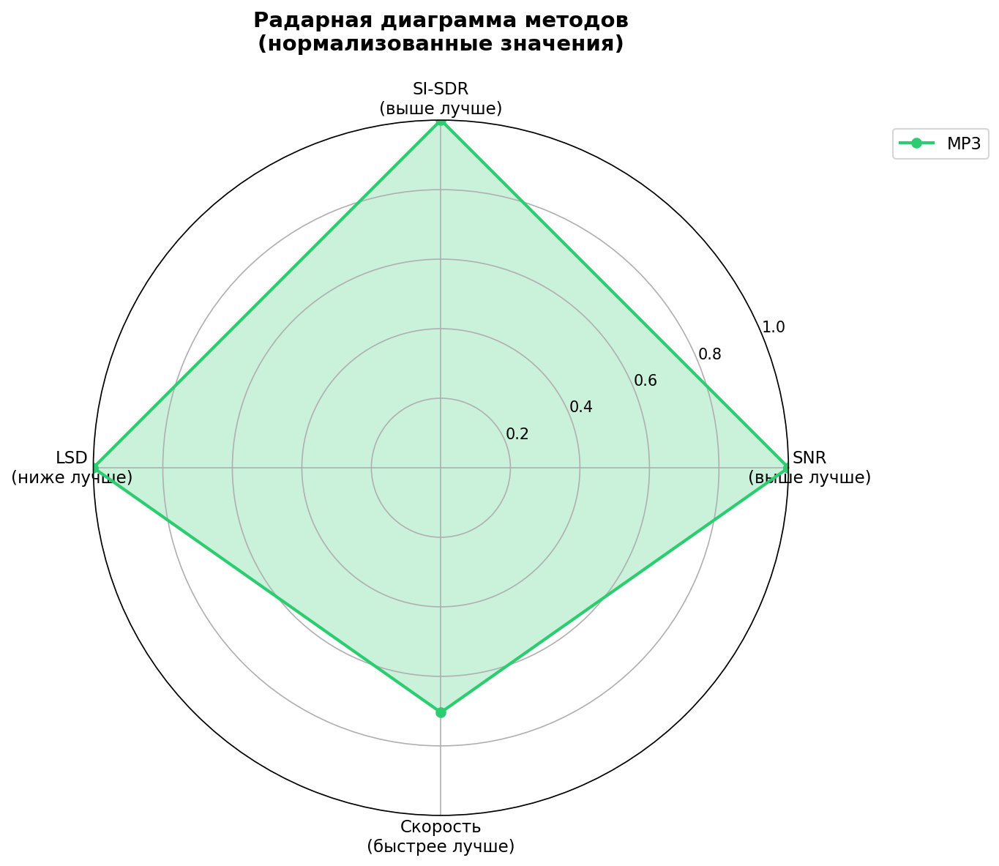 Радарная диаграмма методов
(нормализованные значения)
SI-SDR
(выше лучше)
MP3
1.0
0.8
0.6
0.4
0.2
LSD
(ниже лучше)
SNR
(выше лучше)
Скорость
(быстрее лучше)